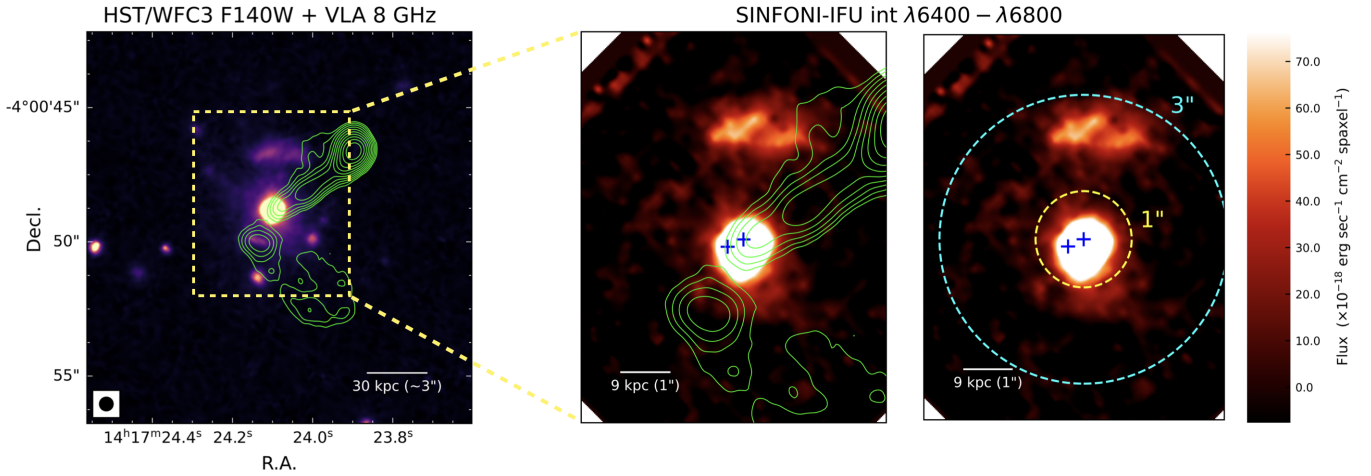 HST/WFC3 F140W + VLA 8 GHz
SINFONI-IFU int λ6400 – λ6800
-4°00'45"
50"
55"
Decl.
30 kpc (~3")
14ʰ17ᵐ24.4ˢ
24.2ˢ
24.0ˢ
23.8ˢ
R.A.
9 kpc (1")
3"
1"
9 kpc (1")
70.0
60.0
50.0
40.0
30.0
20.0
10.0
0.0
Flux (×10⁻¹⁸ erg sec⁻¹ cm⁻² spaxel⁻¹)